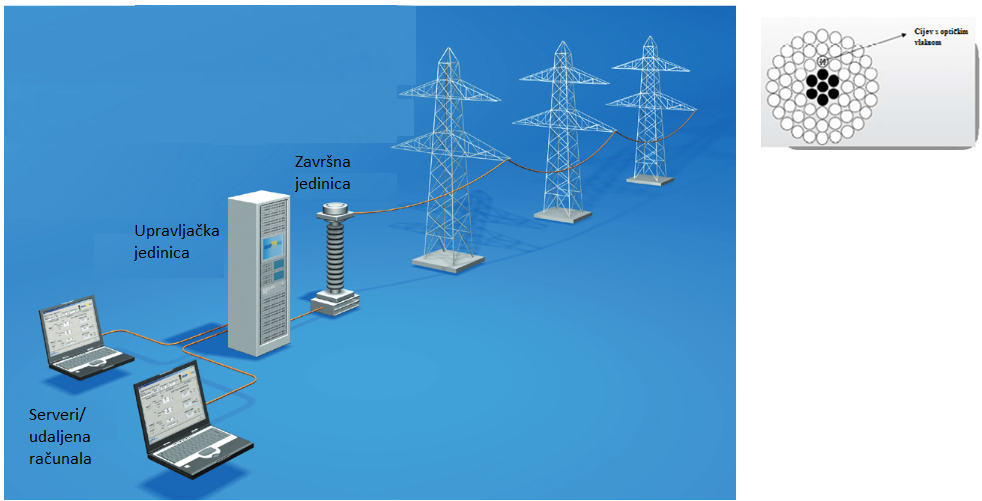 Završna
jedinica
Upravljačka
jedinica
Serveri/
udaljena
računala
Cijev s optičkim
vlaknom